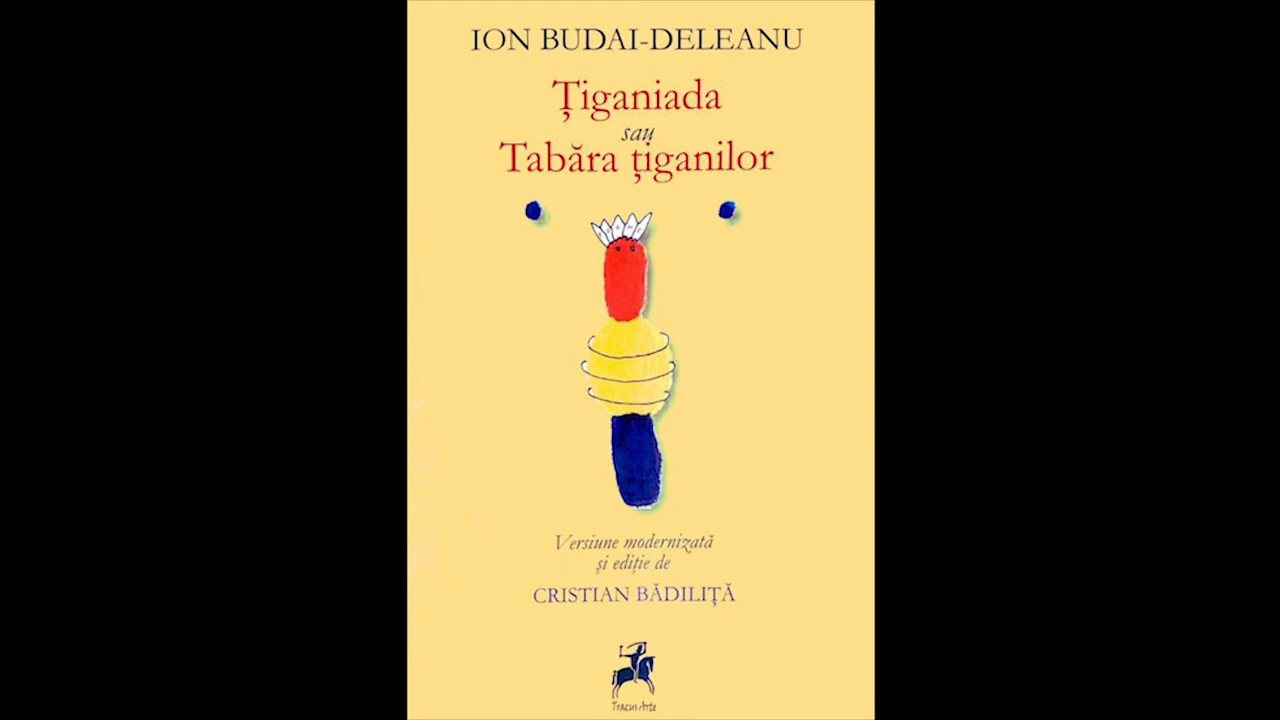 ION BUDAI-DELEANU
Țiganiada
sau
Tabăra țiganilor
Versiune modernizată
și ediție de
CRISTIAN BĂDILIȚĂ
Tracus Arte